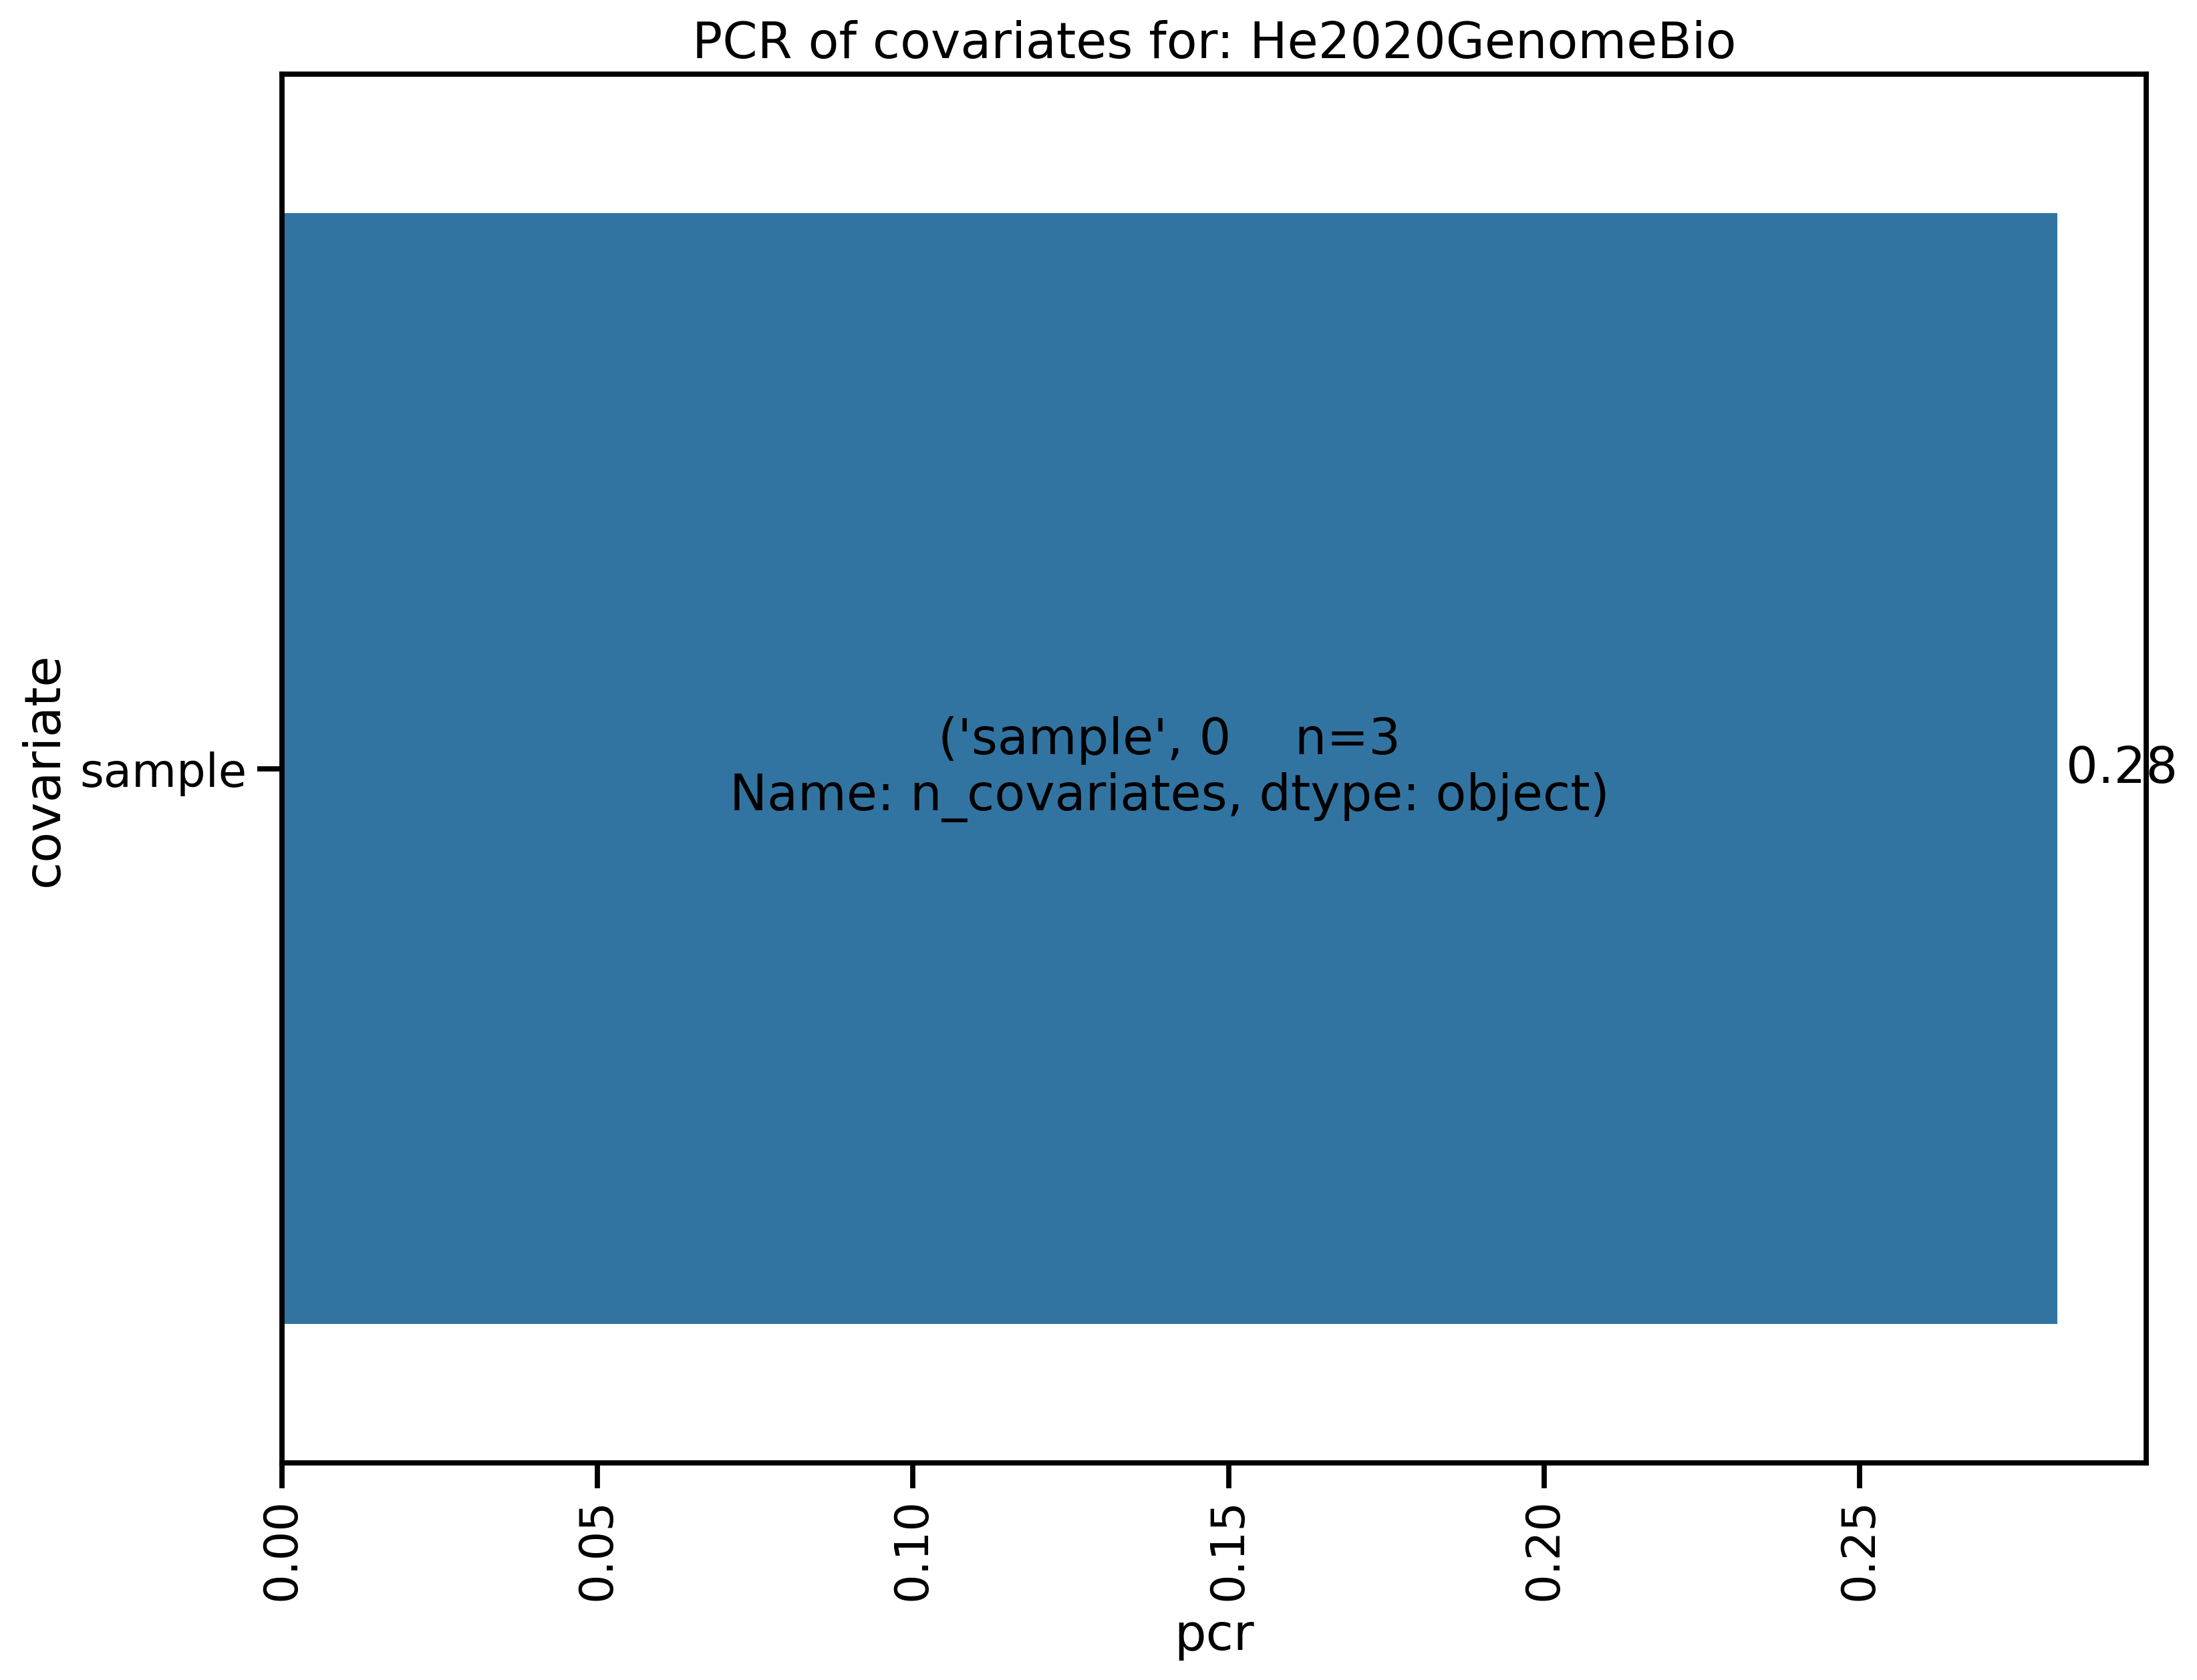 PCR of covariates for: He2020GenomeBio
covariate
sample
('sample', 0    n=3
Name: n_covariates, dtype: object)
0.28
0.00
0.05
0.10
0.15
0.20
0.25
pcr